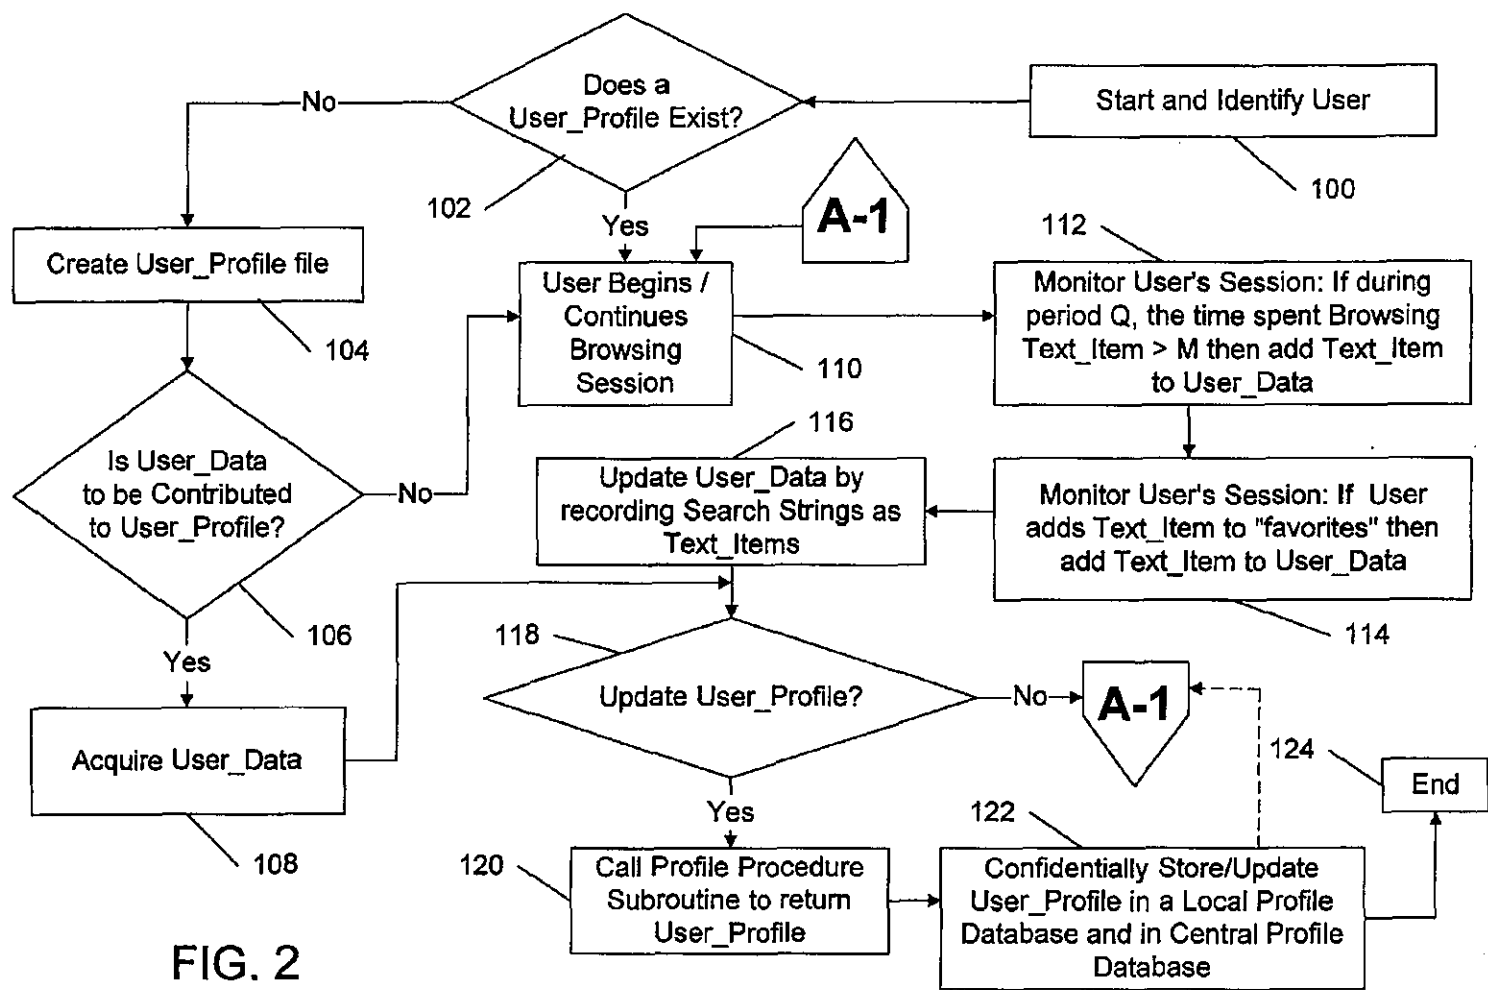 Does a
User_Profile Exist?
No
Start and Identify User
100
102
Yes
A-1
Create User_Profile file
104
User Begins /
Continues
Browsing
Session
110
112
Monitor User's Session: If during
period Q, the time spent Browsing
Text_Item > M then add Text_Item
to User_Data
Is User_Data
to be Contributed
to User_Profile?
No
106
Yes
116
Update User_Data by
recording Search Strings as
Text_Items
Monitor User's Session: If User
adds Text_Item to "favorites" then
add Text_Item to User_Data
114
Acquire User_Data
108
118
Update User_Profile?
No
A-1
Yes
124
End
120
Call Profile Procedure
Subroutine to return
User_Profile
122
Confidentially Store/Update
User_Profile in a Local Profile
Database and in Central Profile
Database
FIG. 2